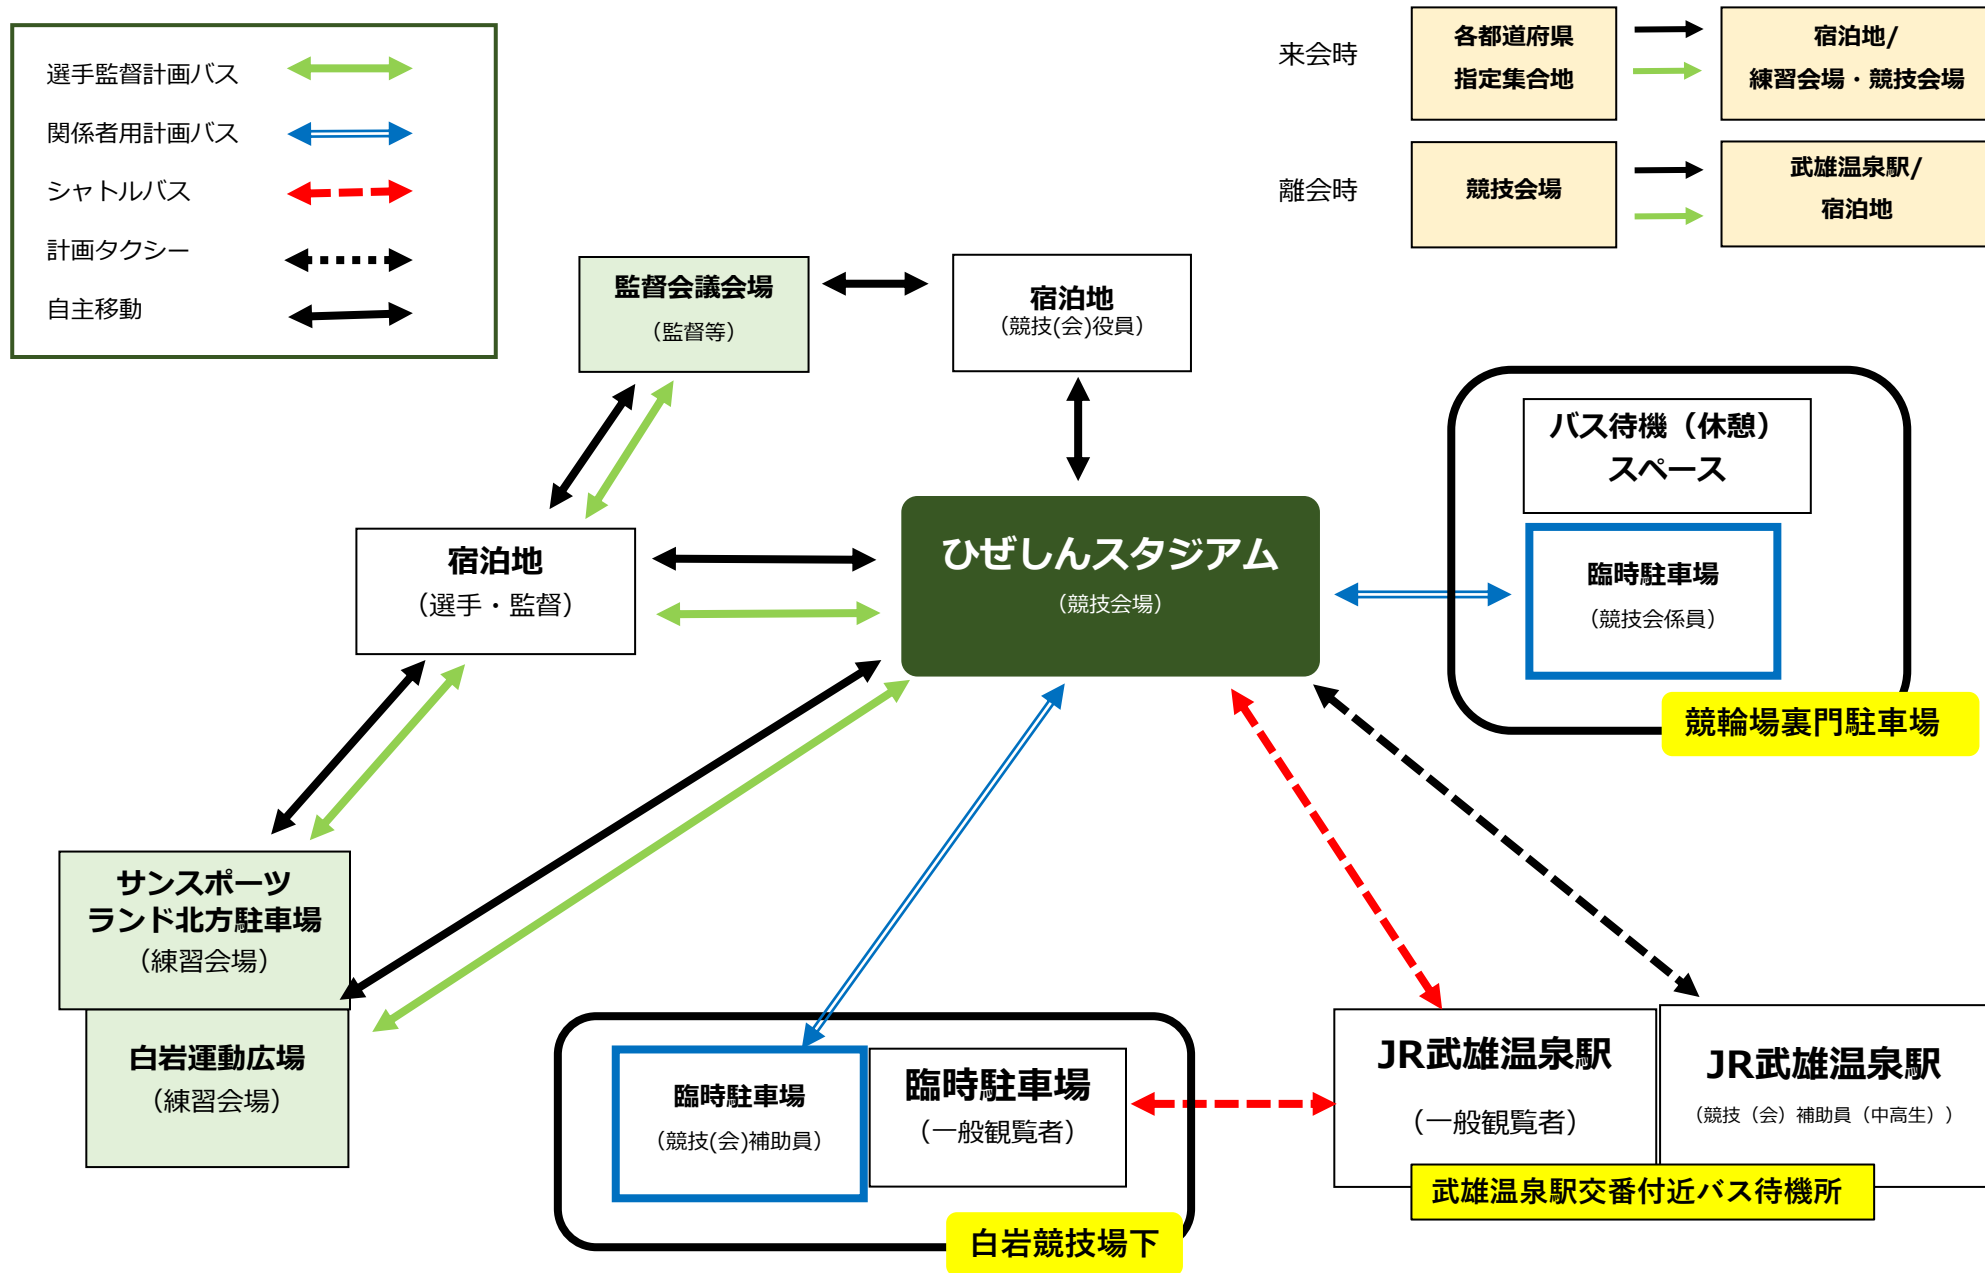 選手監督計画バス
関係者用計画バス
シャトルバス
計画タクシー
自主移動
来会時
各都道府県
指定集合地
宿泊地/
練習会場・競技会場
離会時
競技会場
武雄温泉駅/
宿泊地
監督会議会場
（監督等）
宿泊地
（競技(会)役員）
バス待機（休憩）
スペース
臨時駐車場
（競技会係員）
競輪場裏門駐車場
宿泊地
（選手・監督）
ひぜしんスタジアム
（競技会場）
サンスポーツ
ランド北方駐車場
（練習会場）
白岩運動広場
（練習会場）
臨時駐車場
（競技(会)補助員）
臨時駐車場
（一般観覧者）
白岩競技場下
JR武雄温泉駅
（一般観覧者）
JR武雄温泉駅
（競技（会）補助員（中高生））
武雄温泉駅交番付近バス待機所